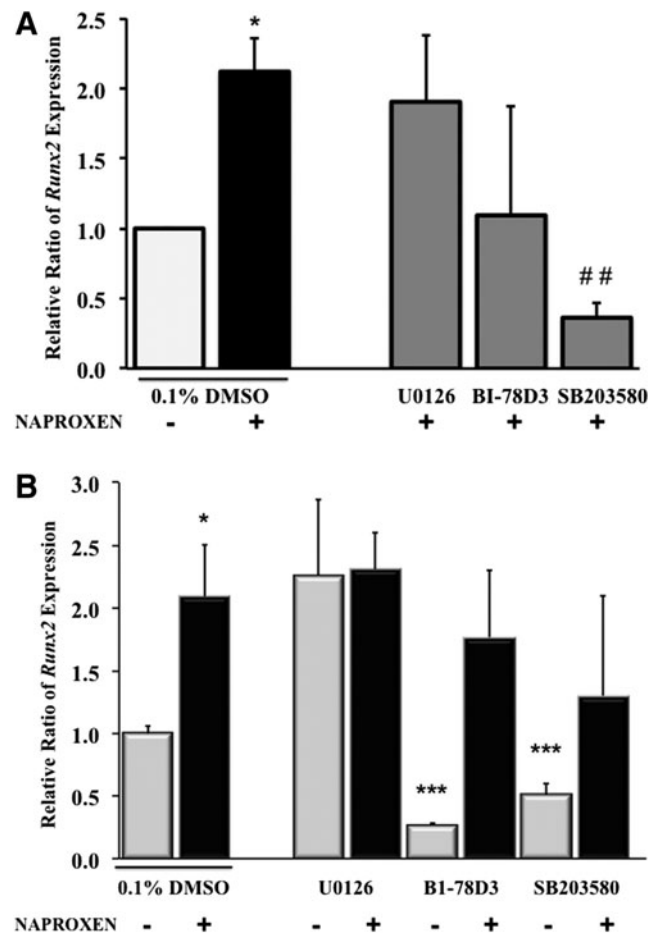 A
Relative Ratio of Runx2 Expression
2.5
2.0
1.5
1.0
0.5
0.0
*
# #
0.1% DMSO U0126 BI-78D3 SB203580
NAPROXEN - + + + +
B
Relative Ratio of Runx2 Expression
3.0
2.5
2.0
1.5
1.0
0.5
0.0
*
***
***
0.1% DMSO U0126 B1-78D3 SB203580
NAPROXEN - + - + - + - +